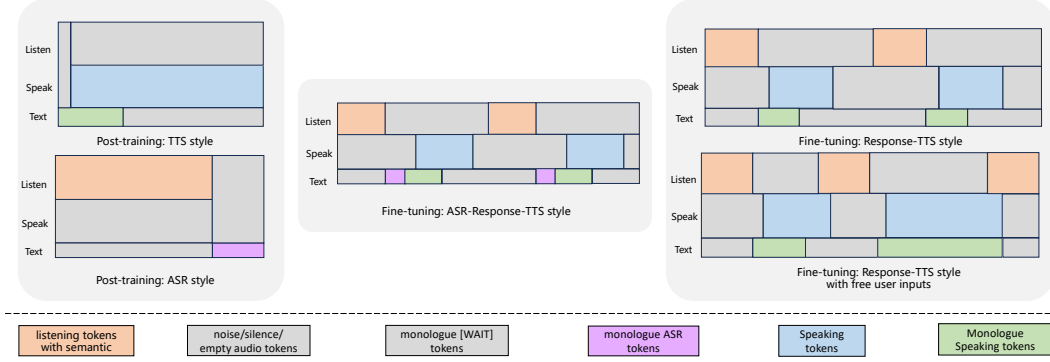 Listen
Speak
Text
Post-training: TTS style
Listen
Speak
Text
Post-training: ASR style
Listen
Speak
Text
Fine-tuning: ASR-Response-TTS style
Listen
Speak
Text
Fine-tuning: Response-TTS style
Listen
Speak
Text
Fine-tuning: Response-TTS style
with free user inputs
listening tokens
with semantic
noise/silence/
empty audio tokens
monologue [WAIT]
tokens
monologue ASR
tokens
Speaking
tokens
Monologue
Speaking tokens